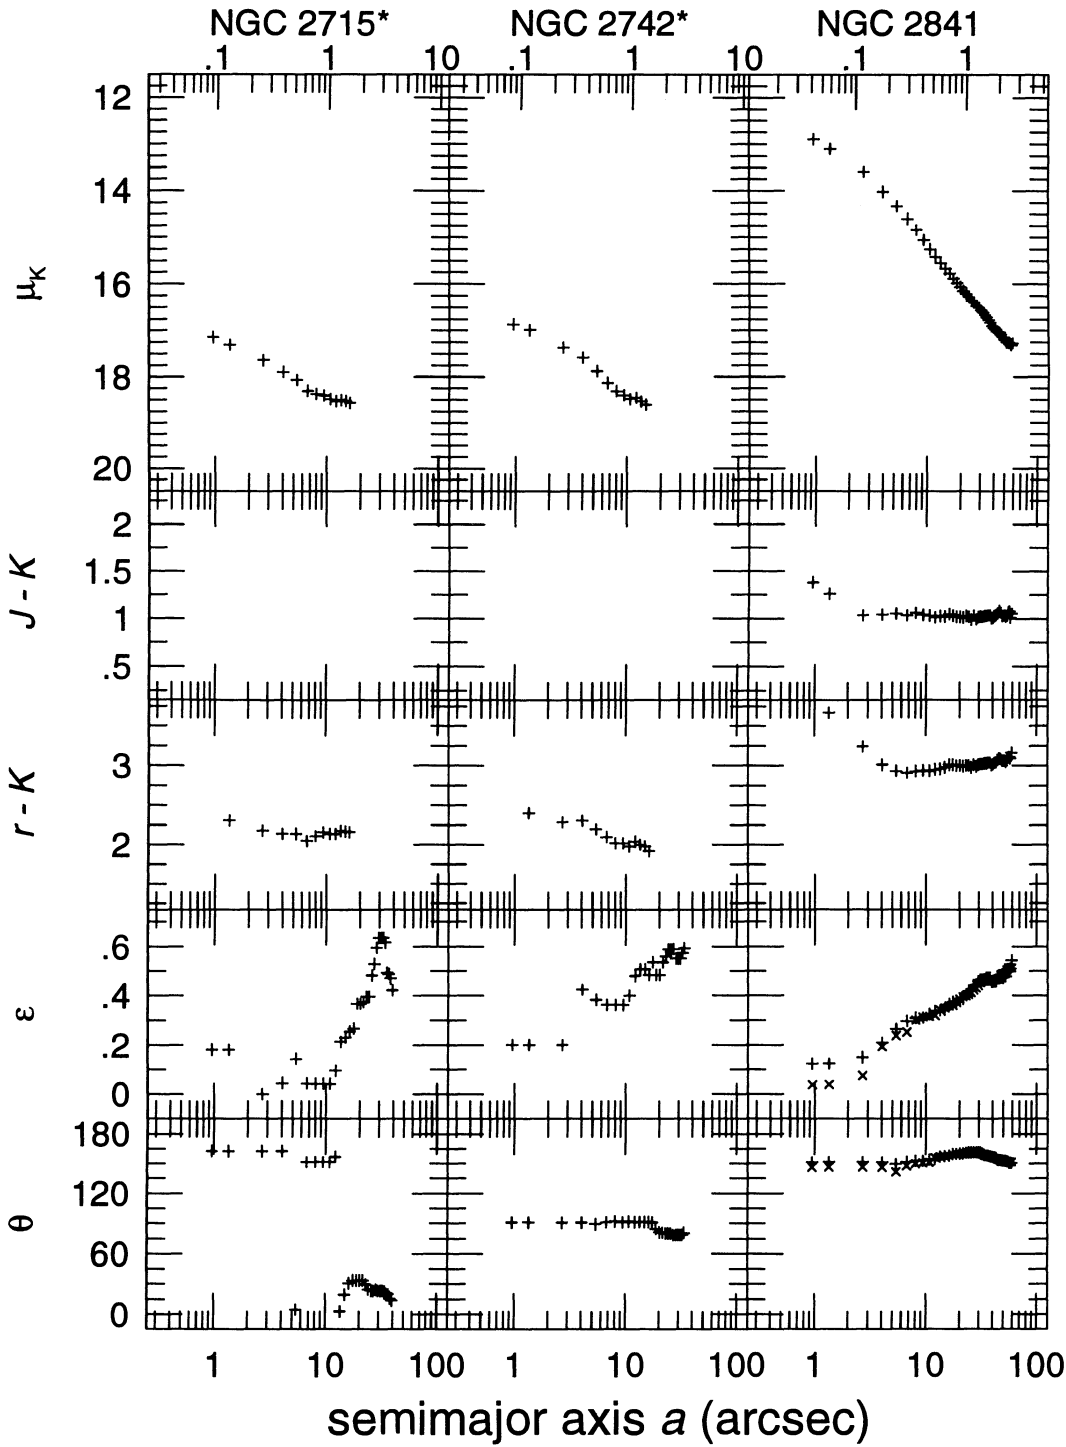 NGC 2715* NGC 2742* NGC 2841
.1 1 10 .1 1 10 .1 1
12
14
16
18
20
μK
2
1.5
1
.5
J - K
3
2
r - K
.6
.4
.2
0
ε
180
120
60
0
θ
1 10 100 1 10 100 1 10 100
semimajor axis a (arcsec)